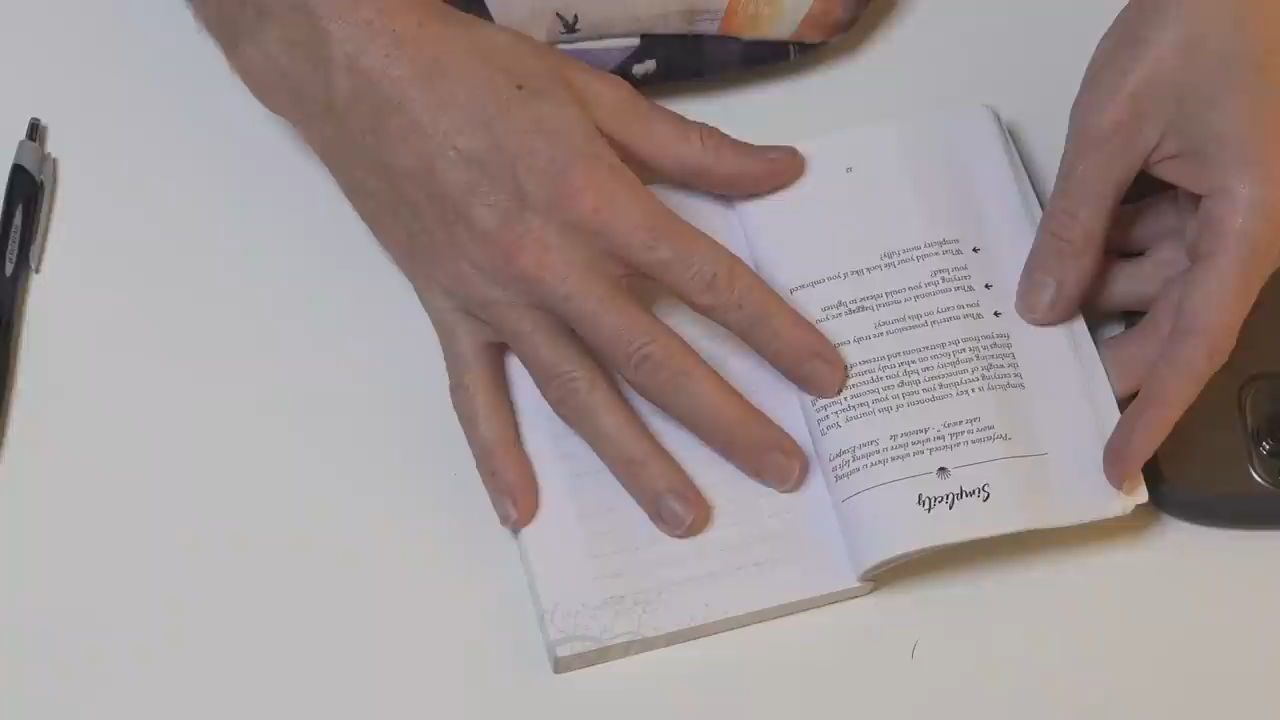 Simplicity
"Perfection is achieved, not when there is nothing
more to add, but when there is nothing left to
take away." - Antoine de Saint-Exupery
Simplicity is a key component of this journey. You'll
be carrying everything you need in your backpack, and
the weight of unnecessary things can become a burden.
Embracing simplicity can help you appreciate
things in life and focus on what truly matters
free you from the distractions and stresses of
What material possessions are truly
you to carry on this journey?
What emotional or mental baggage are you
carrying that you could release to lighten
your load?
What would your life look like if you embraced
simplicity more fully?